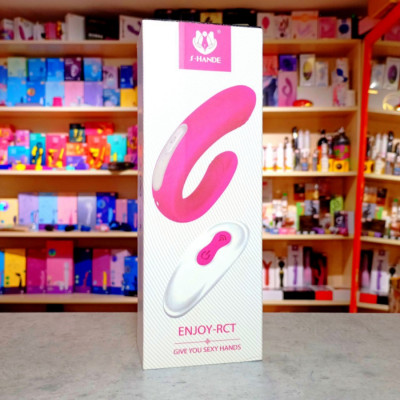 S-HANDE
ENJOY-RCT
GIVE YOU SEXY HANDS